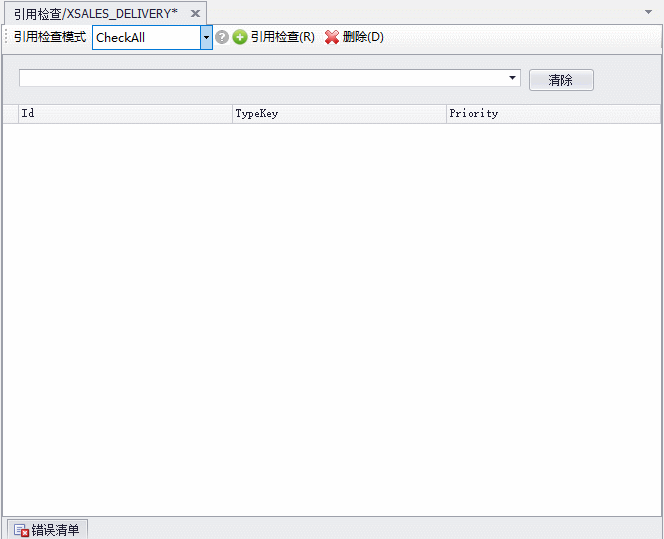 引用检查/XSALES_DELIVERY*
引用检查模式 CheckAll 引用检查(R) 删除(D)
清除
Id TypeKey Priority
错误清单